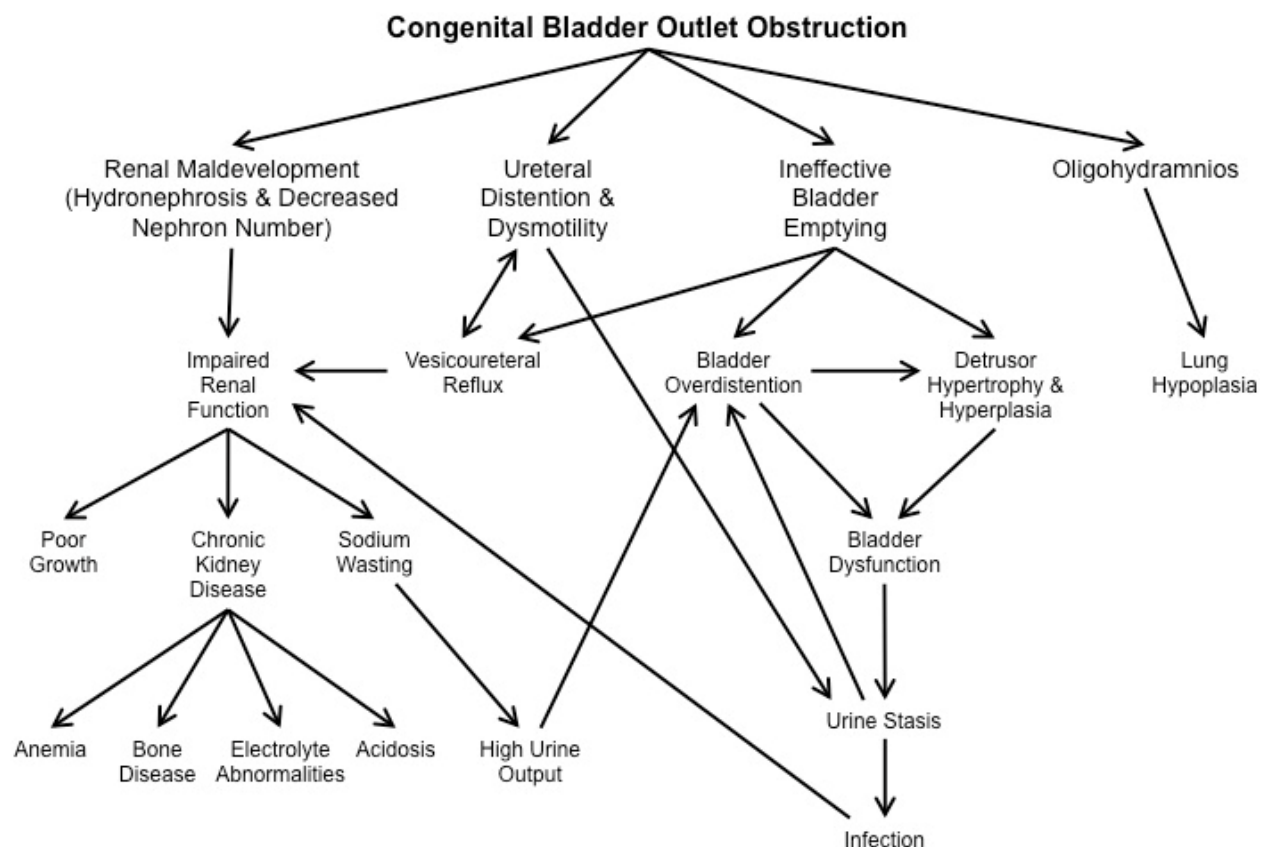 Congenital Bladder Outlet Obstruction
Renal Maldevelopment
(Hydronephrosis & Decreased
Nephron Number)
Ureteral
Distention &
Dysmotility
Ineffective
Bladder
Emptying
Oligohydramnios
Impaired
Renal
Function
Vesicoureteral
Reflux
Bladder
Overdistention
Detrusor
Hypertrophy &
Hyperplasia
Lung
Hypoplasia
Poor
Growth
Chronic
Kidney
Disease
Sodium
Wasting
Bladder
Dysfunction
Anemia
Bone
Disease
Electrolyte
Abnormalities
Acidosis
High Urine
Output
Urine Stasis
Infection